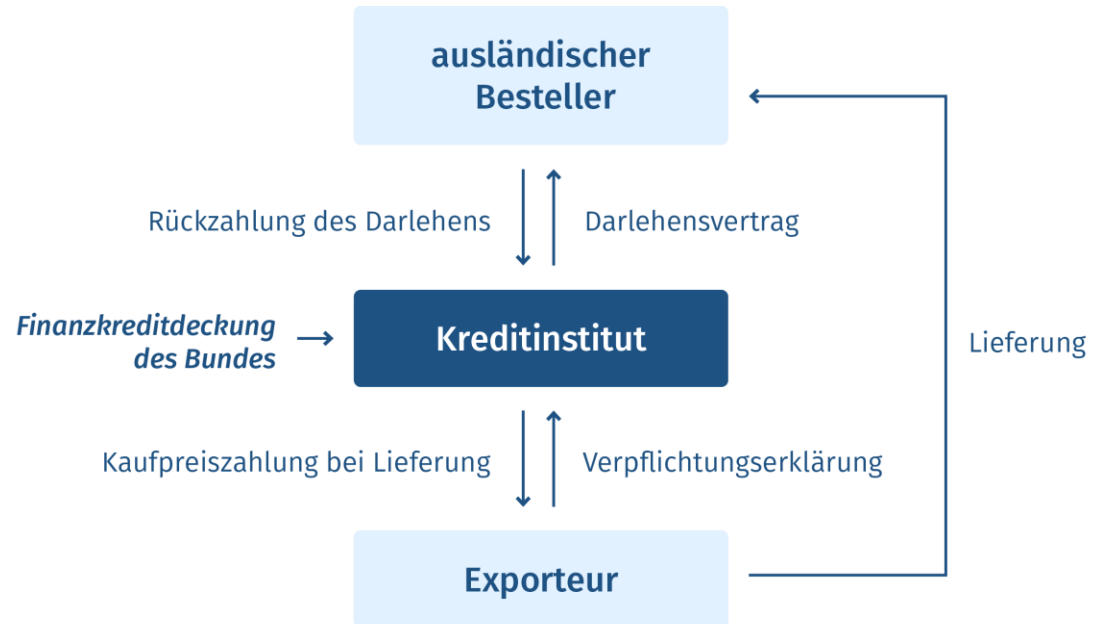 ausländischer
Besteller
Rückzahlung des Darlehens
Darlehensvertrag
Finanzkreditdeckung
des Bundes
Kreditinstitut
Lieferung
Kaufpreiszahlung bei Lieferung
Verpflichtungserklärung
Exporteur